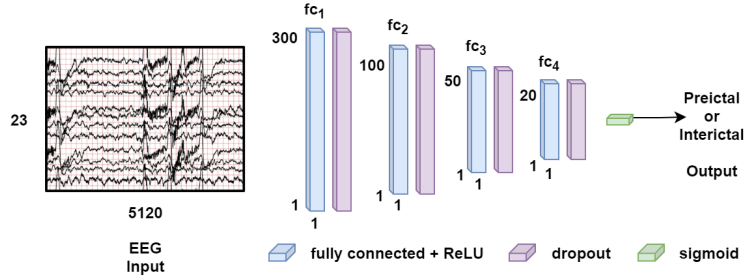 fc1
300
fc2
100
fc3
50
fc4
20
23
Preictal
or
Interictal
Output
1
1
1
1
1
1
1
1
5120
EEG
Input
fully connected + ReLU
dropout
sigmoid